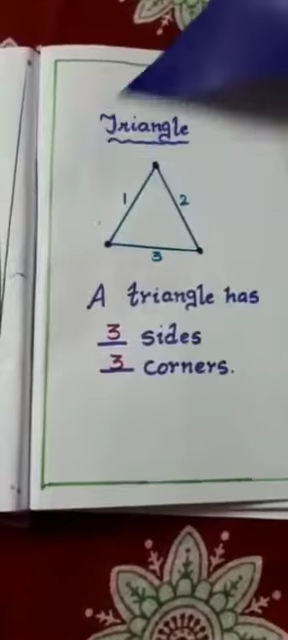 Triangle
1 2
3
A triangle has
3 sides
3 corners.